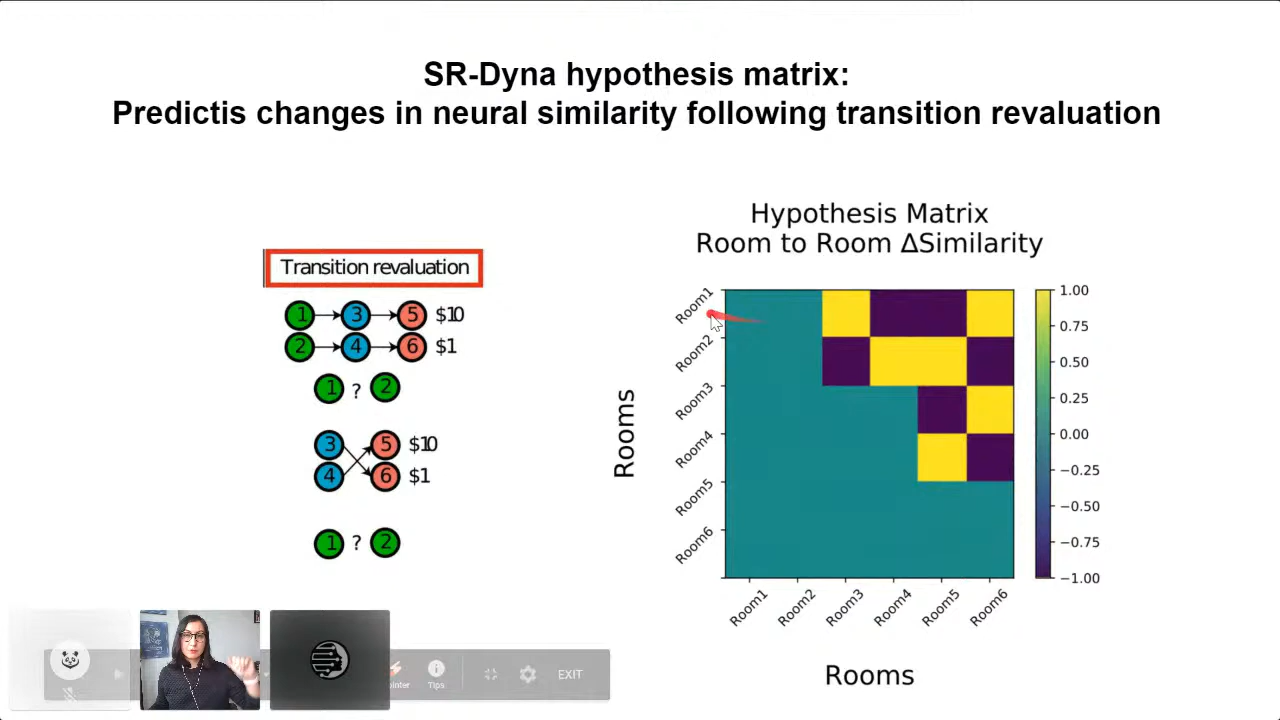 SR-Dyna hypothesis matrix:
Predictis changes in neural similarity following transition revaluation
Transition revaluation
1 3 5 $10
2 4 6 $1
1 ? 2
3 5 $10
4 6 $1
1 ? 2
Hypothesis Matrix
Room to Room ΔSimilarity
Rooms
Room1
Room2
Room3
Room4
Room5
Room6
Room1 Room2 Room3 Room4 Room5 Room6
Rooms
1.00
0.75
0.50
0.25
0.00
−0.25
−0.50
−0.75
−1.00
Tips
EXIT